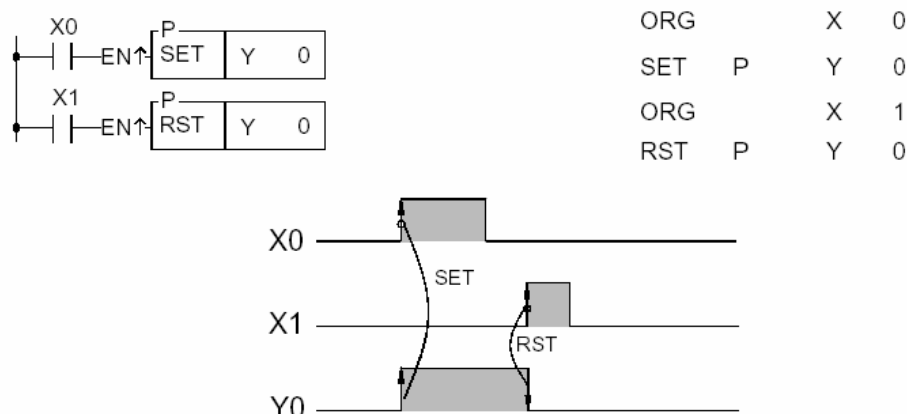 X0
EN↑ P SET Y 0
X1
EN↑ P RST Y 0
ORG X 0
SET P Y 0
ORG X 1
RST P Y 0
X0
SET
X1
RST
Y0